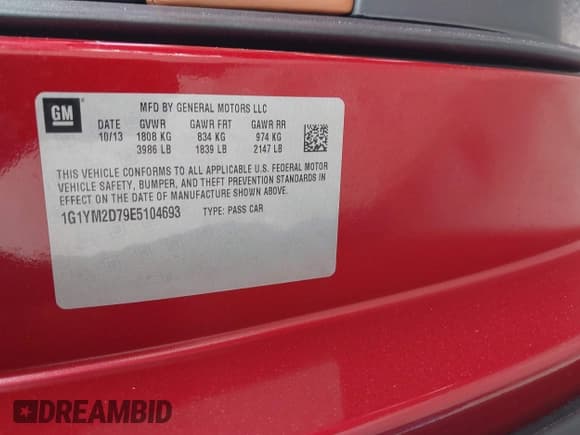 GM
MFD BY GENERAL MOTORS LLC
DATE GVWR GAWR FRT GAWR RR
10/13 1808 KG 834 KG 974 KG
3986 LB 1839 LB 2147 LB
THIS VEHICLE CONFORMS TO ALL APPLICABLE U.S. FEDERAL MOTOR
VEHICLE SAFETY, BUMPER, AND THEFT PREVENTION STANDARDS IN
EFFECT ON THE DATE OF MANUFACTURE SHOWN ABOVE.
1G1YM2D79E5104693 TYPE: PASS CAR
DREAMBID